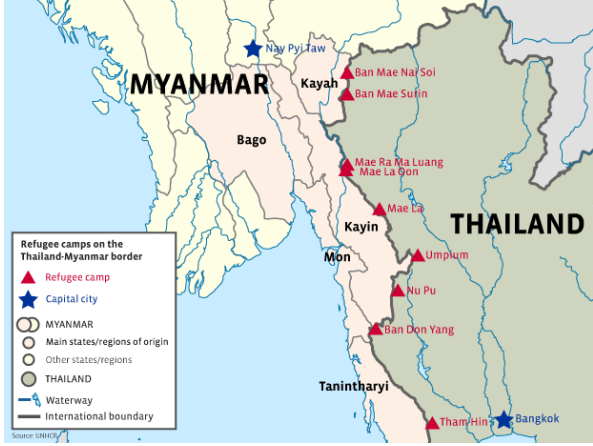 Nay Pyi Taw
MYANMAR
Kayah
Ban Mae Nai Soi
Ban Mae Surin
Bago
Mae Ra Ma Luang
Mae La Oon
Mae La
Kayin
THAILAND
Mon
Umpium
Nu Pu
Ban Don Yang
Tanintharyi
Tham Hin
Bangkok
Refugee camps on the
Thailand-Myanmar border
Refugee camp
Capital city
MYANMAR
Main states/regions of origin
Other states/regions
THAILAND
Waterway
International boundary
Source: UNHCR